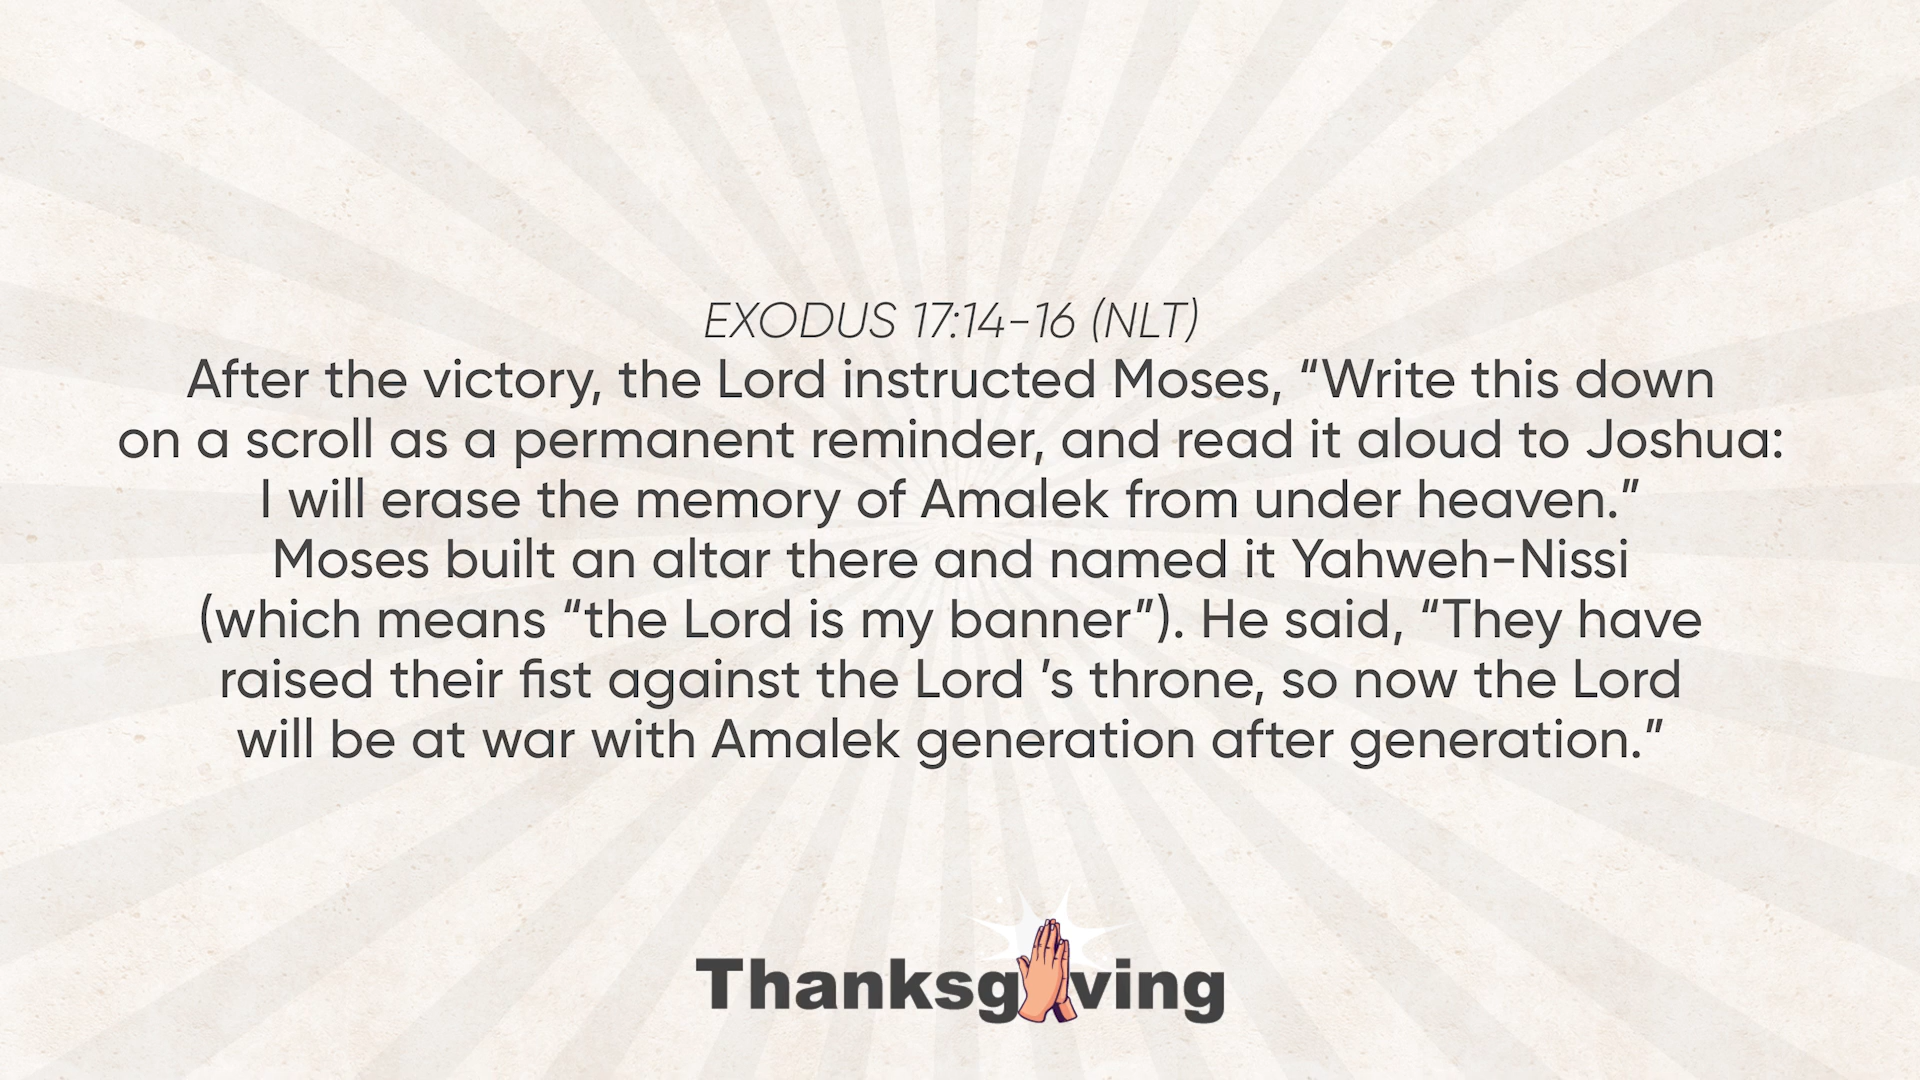 EXODUS 17:14-16 (NLT)
After the victory, the Lord instructed Moses, “Write this down
on a scroll as a permanent reminder, and read it aloud to Joshua:
I will erase the memory of Amalek from under heaven.”
Moses built an altar there and named it Yahweh-Nissi
(which means “the Lord is my banner”). He said, “They have
raised their fist against the Lord ’s throne, so now the Lord
will be at war with Amalek generation after generation.”
Thanksgiving